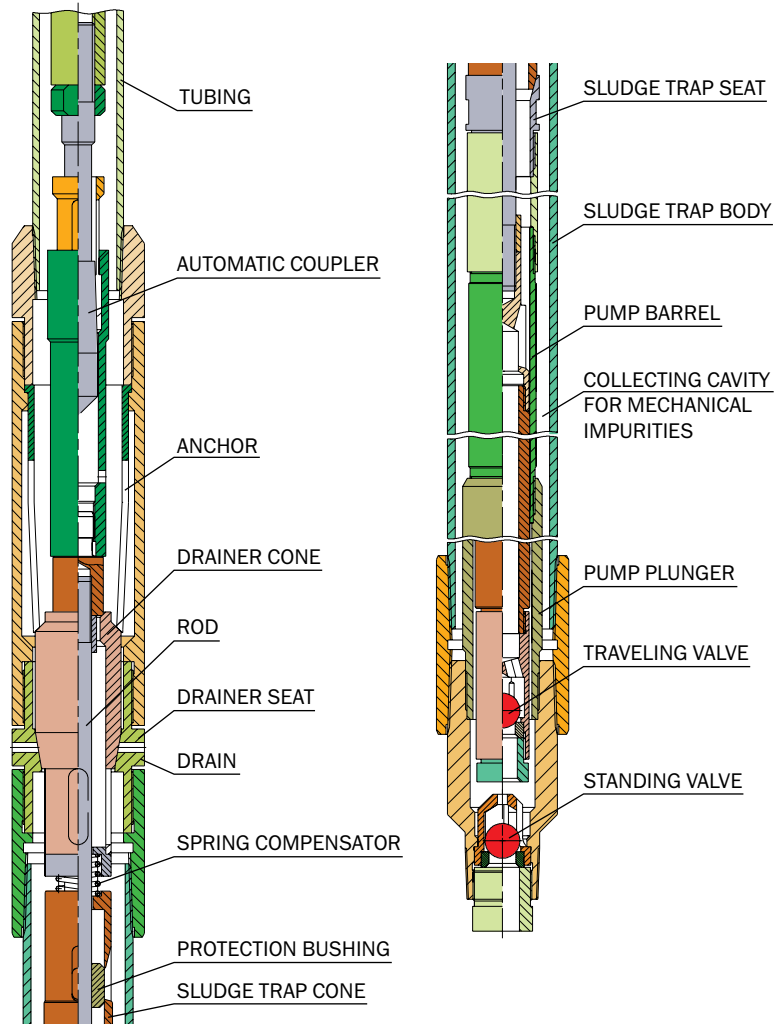 TUBING
AUTOMATIC COUPLER
ANCHOR
DRAINER CONE
ROD
DRAINER SEAT
DRAIN
SPRING COMPENSATOR
PROTECTION BUSHING
SLUDGE TRAP CONE
SLUDGE TRAP SEAT
SLUDGE TRAP BODY
PUMP BARREL
COLLECTING CAVITY
FOR MECHANICAL
IMPURITIES
PUMP PLUNGER
TRAVELING VALVE
STANDING VALVE